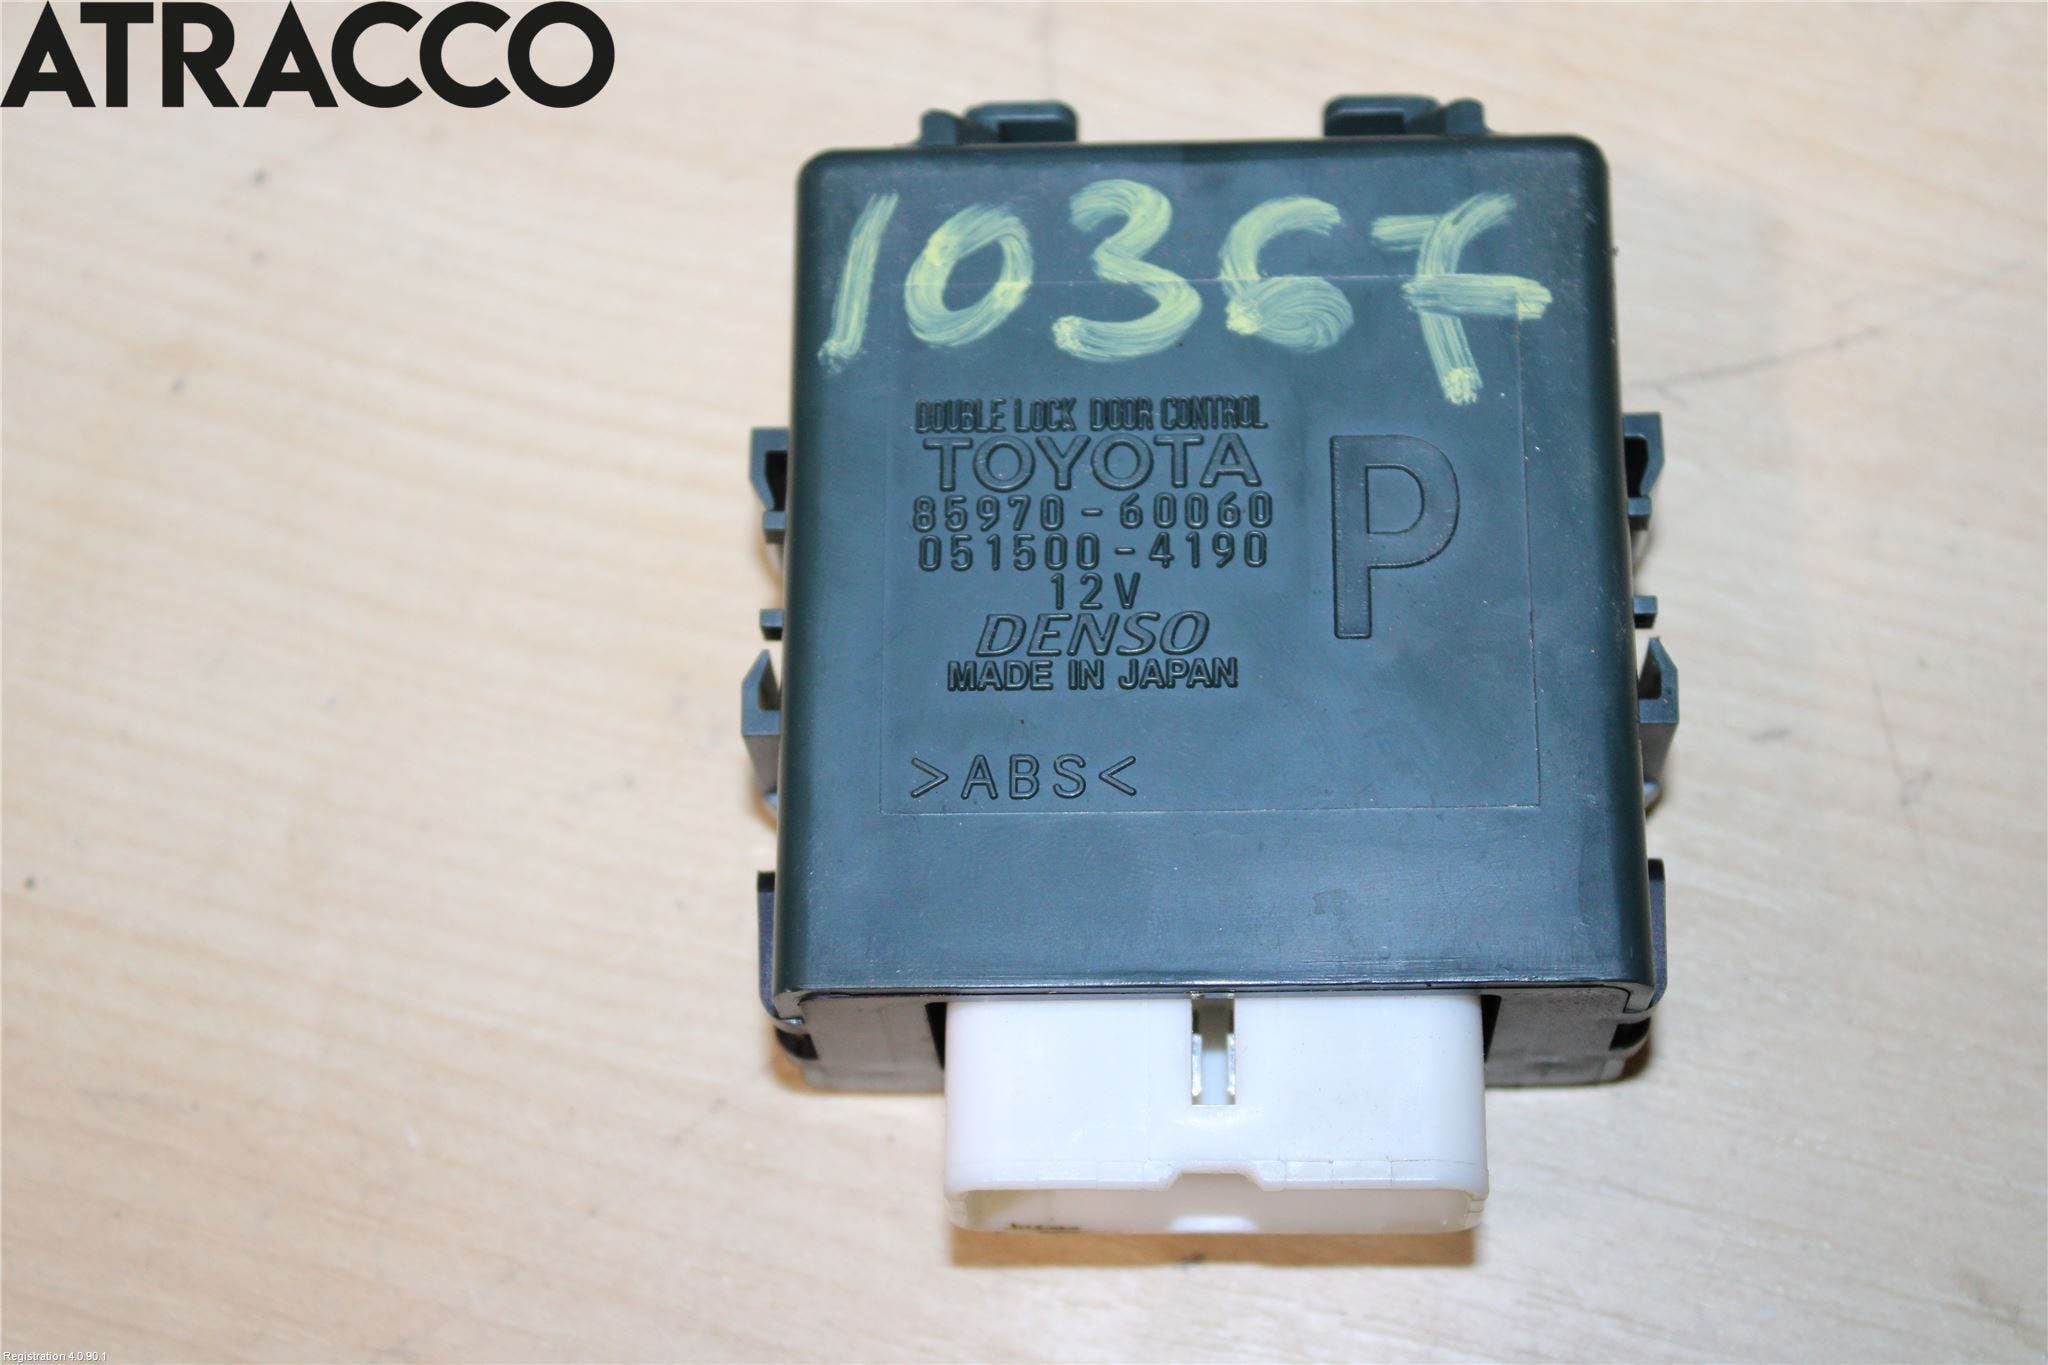 ATRACCO
10367
DOUBLE LOCK DOOR CONTROL
TOYOTA
85970-60060
051500-4190
12V
DENSO
MADE IN JAPAN
P
>ABS<
Registration 4.0.90.1